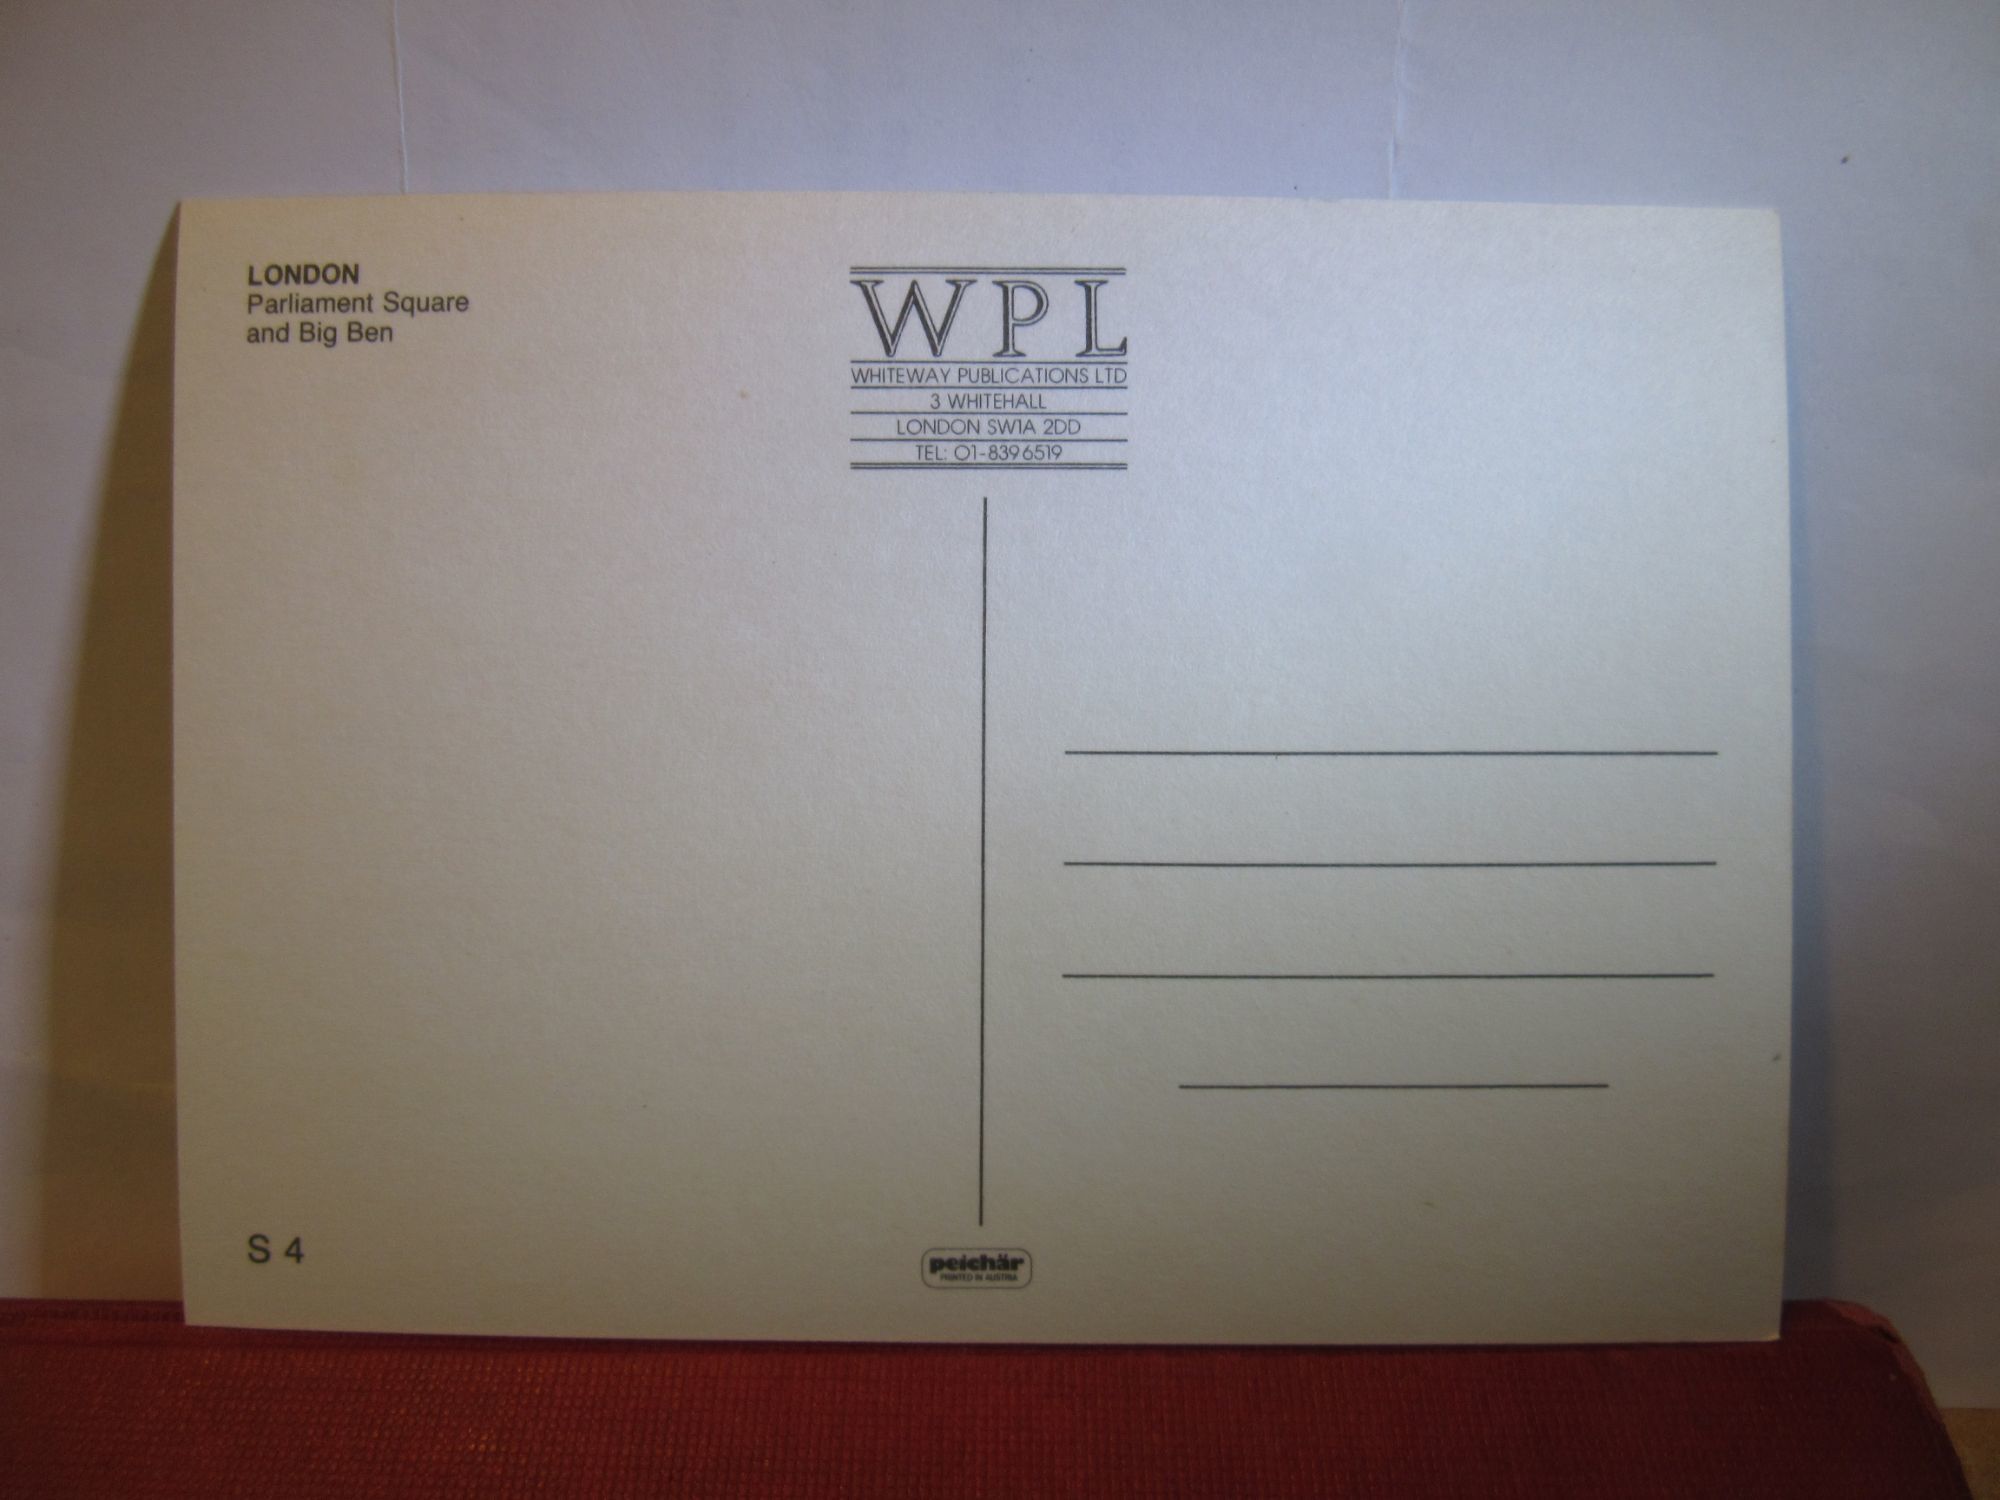 LONDON
Parliament Square
and Big Ben
WPL
WHITEWAY PUBLICATIONS LTD
3 WHITEHALL
LONDON SW1A 2DD
TEL: 01-839 6519
S 4
peichär
PRINTED IN AUSTRIA